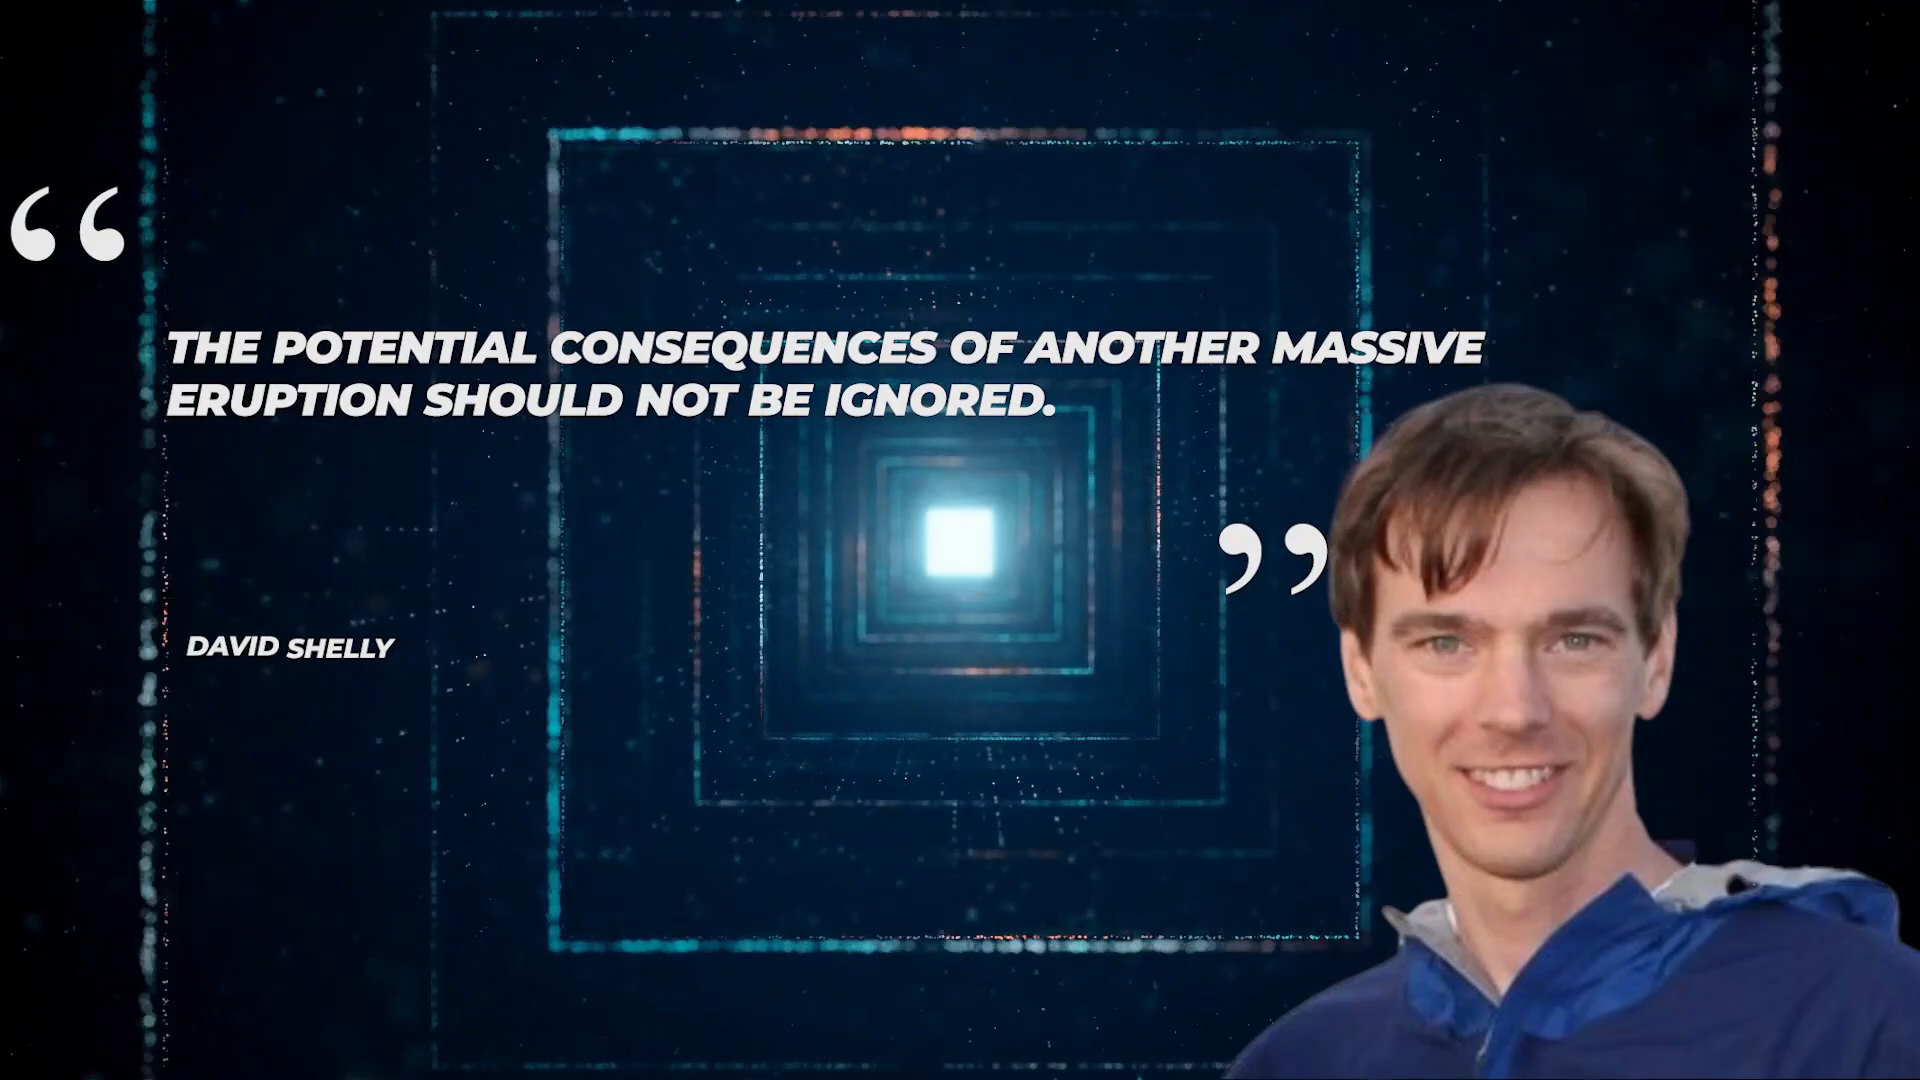 “
THE POTENTIAL CONSEQUENCES OF ANOTHER MASSIVE
ERUPTION SHOULD NOT BE IGNORED.
”
DAVID SHELLY